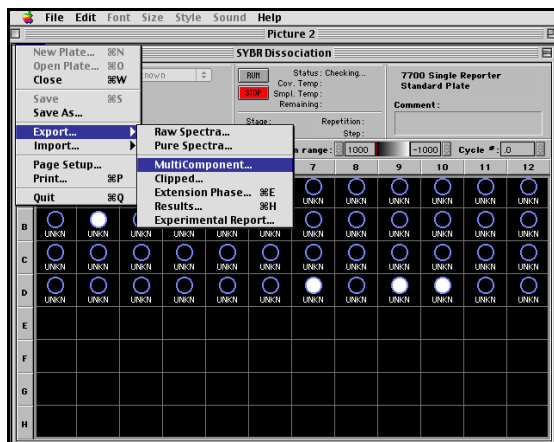 File Edit Font Size Style Sound Help
Picture 2
SYBR Dissociation
New Plate... ⌘N
Open Plate... ⌘O
Close ⌘W
Save ⌘S
Save As...
Export...
Import...
Page Setup...
Print... ⌘P
Quit ⌘Q
Raw Spectra...
Pure Spectra...
MultiComponent...
Clipped...
Extension Phase... ⌘E
Results... ⌘H
Experimental Report...
nown
RUN
STOP
Status: Checking...
Cov. Temp:
Smpl. Temp:
Remaining:
Stage: Repetition:
Step:
7700 Single Reporter
Standard Plate
Comment:
n range: 1000 -1000 Cycle #: .0
7 8 9 10 11 12
UNKN UNKN UNKN UNKN UNKN UNKN
B
UNKN UNKN UNKN UNKN UNKN UNKN UNKN UNKN UNKN UNKN UNKN UNKN
C
UNKN UNKN UNKN UNKN UNKN UNKN UNKN UNKN UNKN UNKN UNKN UNKN
D
UNKN UNKN UNKN UNKN UNKN UNKN UNKN UNKN UNKN UNKN UNKN UNKN
E
F
G
H